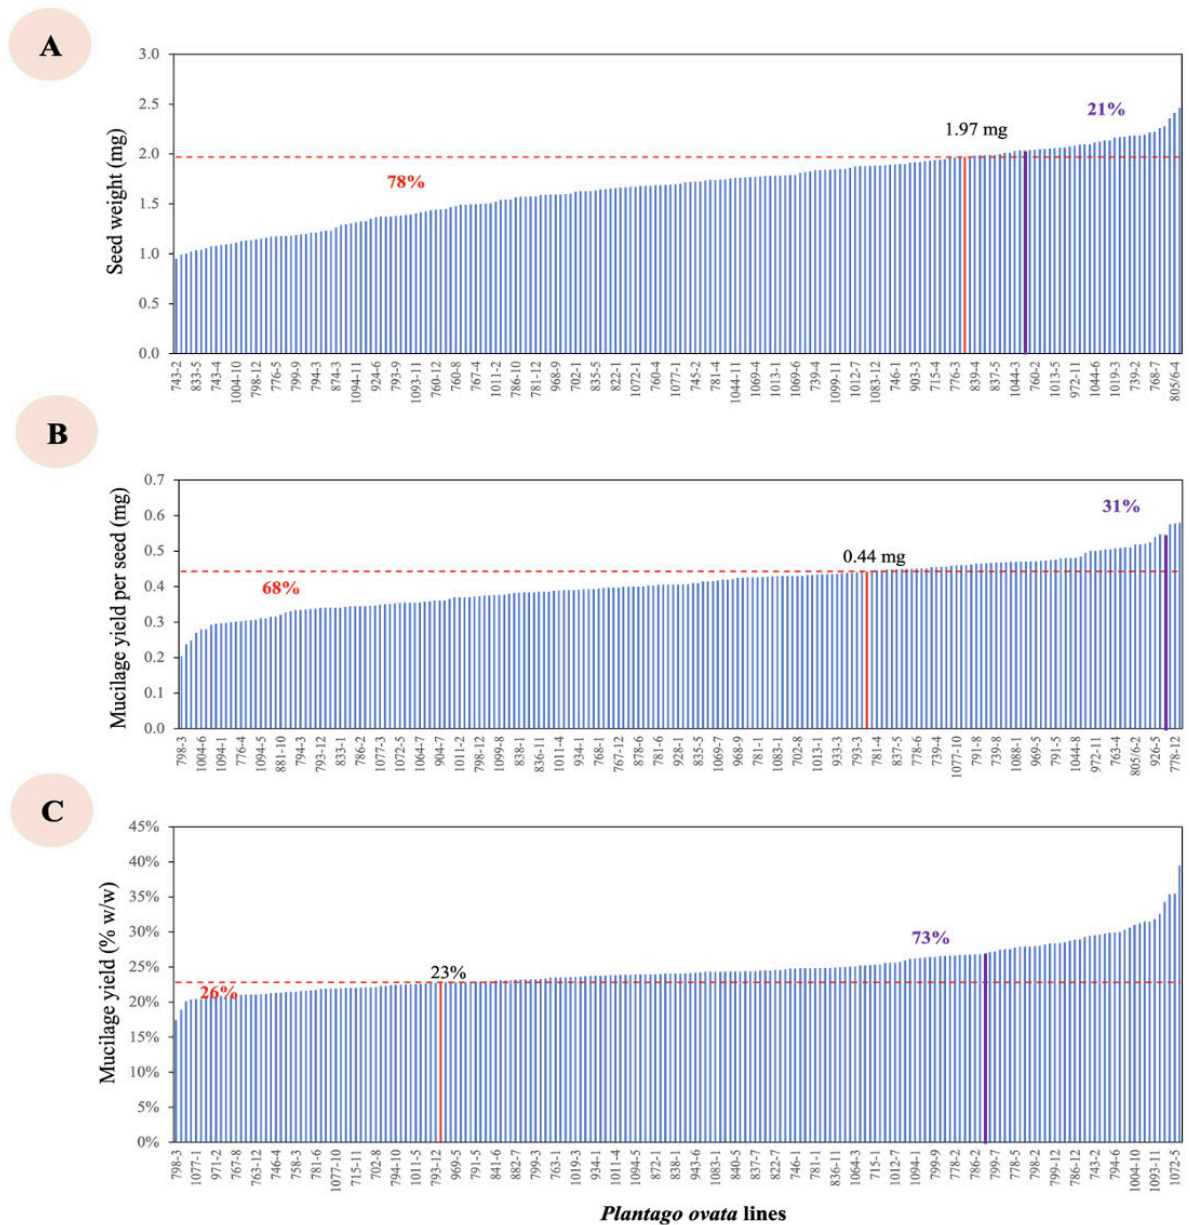 A
3.0
2.5
2.0
1.5
1.0
0.5
0.0
Seed weight (mg)
78%
1.97 mg
21%
743-2 833-5 743-4 1004-10 798-12 776-5 799-9 794-3 874-3 1094-11 924-6 793-9 1093-11 760-12 760-8 767-4 1011-2 786-10 781-12 968-9 702-1 835-5 822-1 1072-1 760-4 1077-1 745-2 781-4 1044-11 1069-4 1023-1 1069-6 739-4 1099-11 1012-7 1083-12 746-1 903-3 715-4 776-3 839-4 837-5 1044-3 760-2 1013-5 972-11 1044-6 1019-3 739-2 768-7 805/6-4
B
0.7
0.6
0.5
0.4
0.3
0.2
0.1
0.0
Mucilage yield per seed (mg)
68%
0.44 mg
31%
798-3 1004-6 1094-1 776-4 1094-5 881-10 794-3 793-12 833-1 786-2 1077-3 1072-5 1064-7 904-7 1011-2 798-12 1099-8 838-1 836-11 1011-4 934-1 768-1 767-12 878-6 781-6 928-1 835-5 1069-7 968-9 781-1 1083-1 702-8 1013-1 933-3 793-3 781-4 837-5 778-6 739-4 1077-10 791-8 739-8 1088-1 969-5 791-5 1044-8 972-11 763-4 805/6-2 926-5 778-12
C
45%
40%
35%
30%
25%
20%
15%
10%
5%
0%
Mucilage yield (% w/w)
26%
23%
73%
798-3 1077-1 971-2 767-8 763-12 746-4 758-3 781-6 1077-10 715-11 702-8 794-10 1011-5 793-12 969-5 791-5 841-6 882-7 799-3 763-1 1019-3 934-1 1011-4 1094-5 872-1 838-1 943-6 1083-1 840-5 837-7 822-7 746-1 781-1 836-11 1064-3 715-1 1012-7 1094-1 799-9 778-2 786-2 799-7 778-5 798-2 799-12 786-12 743-2 794-6 1004-10 1093-11 1072-5
Plantago ovata lines